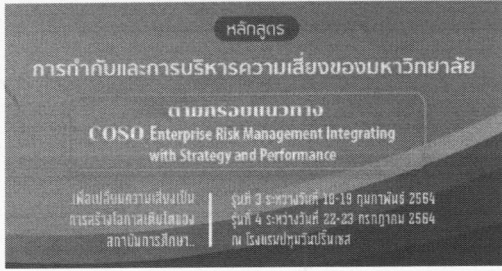 หลักสูตร
การกำกับและการบริหารความเสี่ยงของมหาวิทยาลัย
ตามกรอบแนวทาง
COSO Enterprise Risk Management Integrating
with Strategy and Performance
เพื่อเปลี่ยนความเสี่ยงเป็น
การสร้างโอกาสเติบโตของ
สถาบันการศึกษา..
รุ่นที่ 3 ระหว่างวันที่ 18-19 กุมภาพันธ์ 2564
รุ่นที่ 4 ระหว่างวันที่ 22-23 กรกฎาคม 2564
ณ โรงแรมปทุมวันปริ๊นเซส